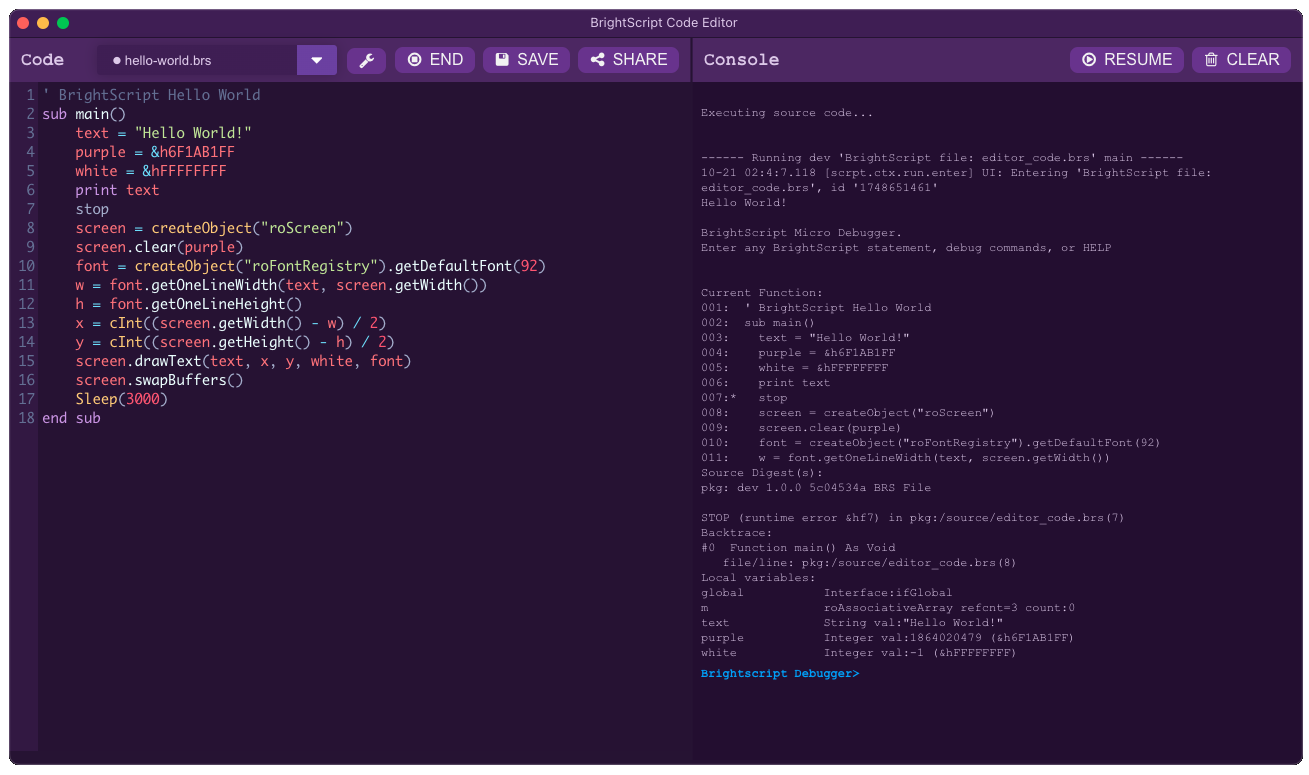 BrightScript Code Editor
Code
hello-world.brs
END
SAVE
SHARE
Console
RESUME
CLEAR
1 ' BrightScript Hello World
2 sub main()
3     text = "Hello World!"
4     purple = &h6F1AB1FF
5     white = &hFFFFFFFF
6     print text
7     stop
8     screen = createObject("roScreen")
9     screen.clear(purple)
10     font = createObject("roFontRegistry").getDefaultFont(92)
11     w = font.getOneLineWidth(text, screen.getWidth())
12     h = font.getOneLineHeight()
13     x = cInt((screen.getWidth() - w) / 2)
14     y = cInt((screen.getHeight() - h) / 2)
15     screen.drawText(text, x, y, white, font)
16     screen.swapBuffers()
17     Sleep(3000)
18 end sub
Executing source code...
------ Running dev 'BrightScript file: editor_code.brs' main ------
10-21 02:4:7.118 [scrpt.ctx.run.enter] UI: Entering 'BrightScript file:
editor_code.brs', id '1748651461'
Hello World!
BrightScript Micro Debugger.
Enter any BrightScript statement, debug commands, or HELP
Current Function:
001:  ' BrightScript Hello World
002:  sub main()
003:    text = "Hello World!"
004:    purple = &h6F1AB1FF
005:    white = &hFFFFFFFF
006:    print text
007:*   stop
008:    screen = createObject("roScreen")
009:    screen.clear(purple)
010:    font = createObject("roFontRegistry").getDefaultFont(92)
011:    w = font.getOneLineWidth(text, screen.getWidth())
Source Digest(s):
pkg: dev 1.0.0 5c04534a BRS File
STOP (runtime error &hf7) in pkg:/source/editor_code.brs(7)
Backtrace:
#0  Function main() As Void
   file/line: pkg:/source/editor_code.brs(8)
Local variables:
global           Interface:ifGlobal
m                roAssociativeArray refcnt=3 count:0
text             String val:"Hello World!"
purple           Integer val:1864020479 (&h6F1AB1FF)
white            Integer val:-1 (&hFFFFFFFF)
Brightscript Debugger>